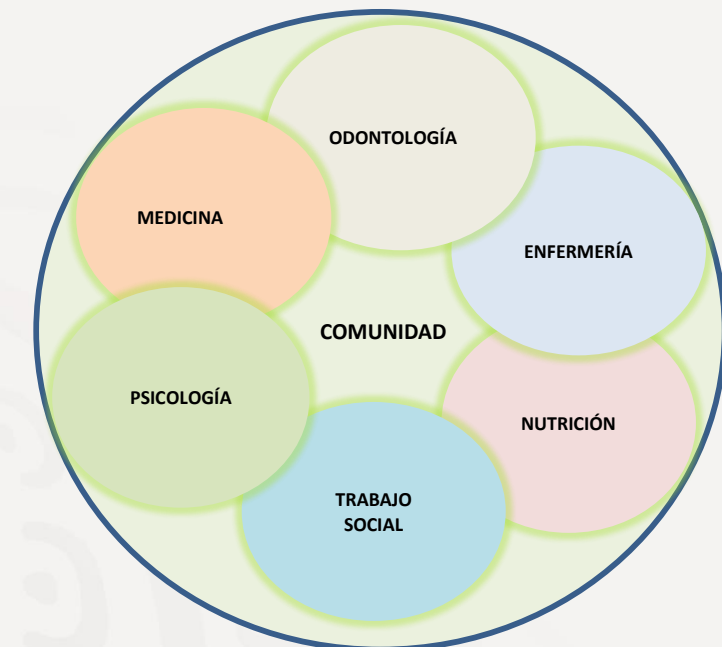 ODONTOLOGÍA
MEDICINA
ENFERMERÍA
COMUNIDAD
PSICOLOGÍA
NUTRICIÓN
TRABAJO
SOCIAL